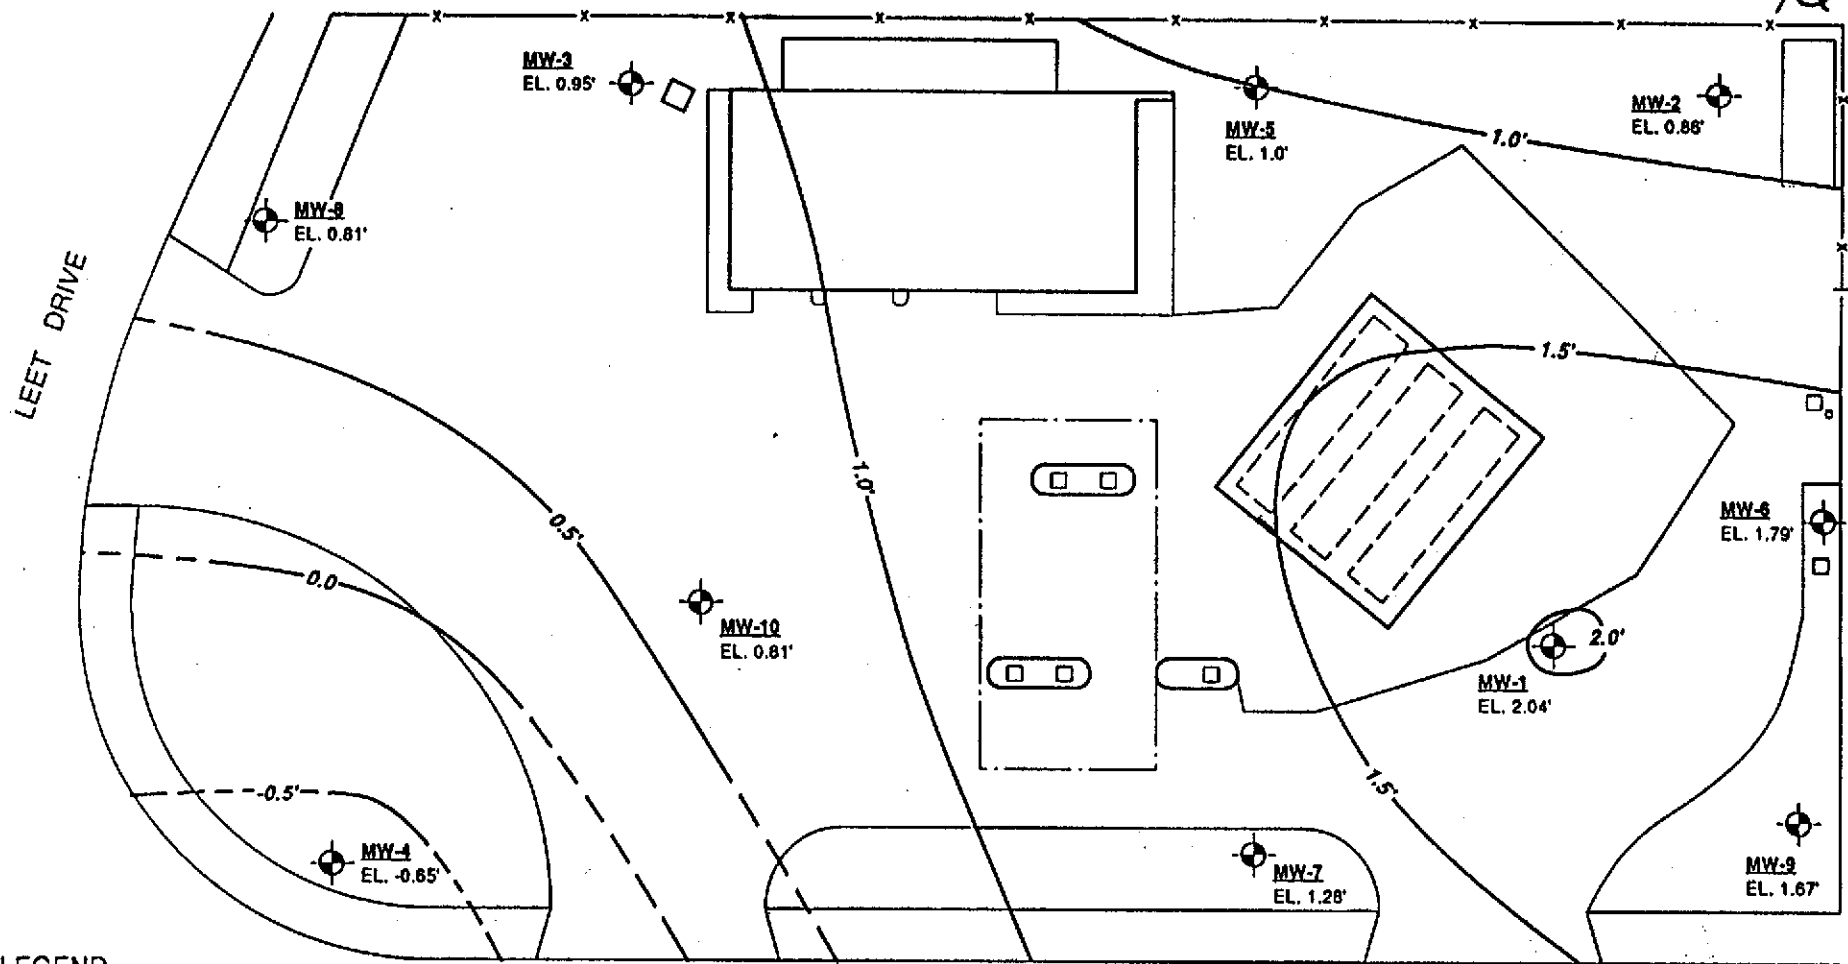 MW-3
EL. 0.95'
MW-5
EL. 1.0'
MW-2
EL. 0.86'
1.0'
MW-8
EL. 0.81'
LEET DRIVE
1.5'
1.0'
0.5'
MW-6
EL. 1.79'
0.0
MW-10
EL. 0.81'
2.0'
MW-1
EL. 2.04'
-0.5'
1.5'
MW-4
EL. -0.65'
MW-7
EL. 1.28'
MW-9
EL. 1.67'
LEGEND